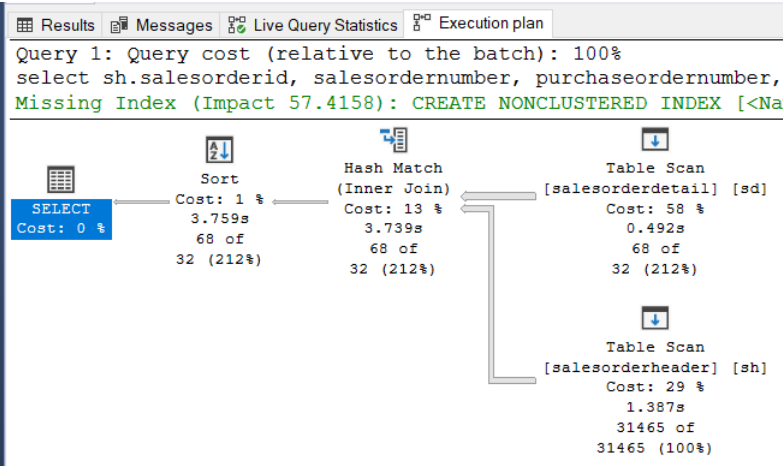 Results Messages Live Query Statistics Execution plan
Query 1: Query cost (relative to the batch): 100%
select sh.salesorderid, salesordernumber, purchaseordernumber,
Missing Index (Impact 57.4158): CREATE NONCLUSTERED INDEX [<Na
SELECT
Cost: 0 %
Sort
Cost: 1 %
3.759s
68 of
32 (212%)
Hash Match
(Inner Join)
Cost: 13 %
3.739s
68 of
32 (212%)
Table Scan
[salesorderdetail] [sd]
Cost: 58 %
0.492s
68 of
32 (212%)
Table Scan
[salesorderheader] [sh]
Cost: 29 %
1.387s
31465 of
31465 (100%)